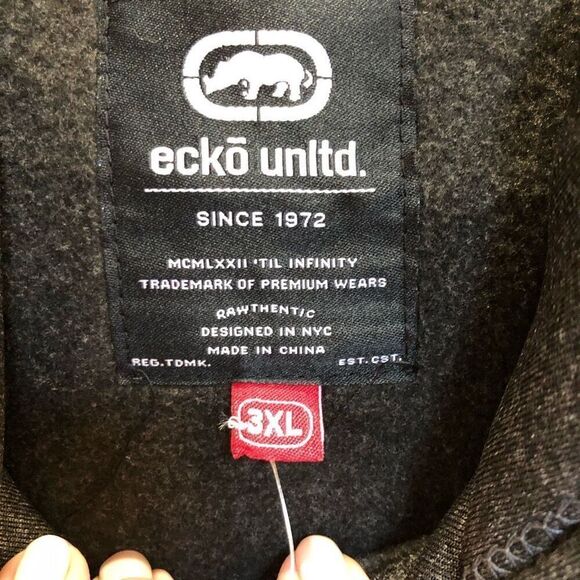 eckō unltd.
SINCE 1972
MCMLXXII 'TIL INFINITY
TRADEMARK OF PREMIUM WEARS
RAWTHENTIC
DESIGNED IN NYC
MADE IN CHINA
REG.TDMK. EST. CST.
3XL